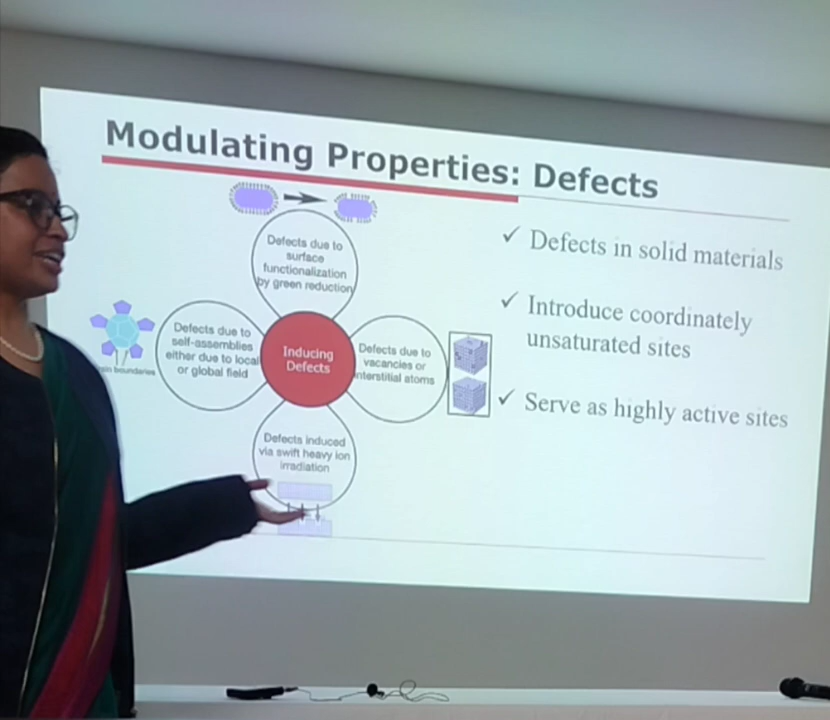 Modulating Properties: Defects
Defects due to
surface
functionalization
by green reduction
Defects due to
self-assemblies
either due to local
or global field
boundaries
Inducing
Defects
Defects due to
vacancies or
interstitial atoms
Defects induced
via swift heavy ion
irradiation
✓ Defects in solid materials
✓ Introduce coordinately
unsaturated sites
✓ Serve as highly active sites